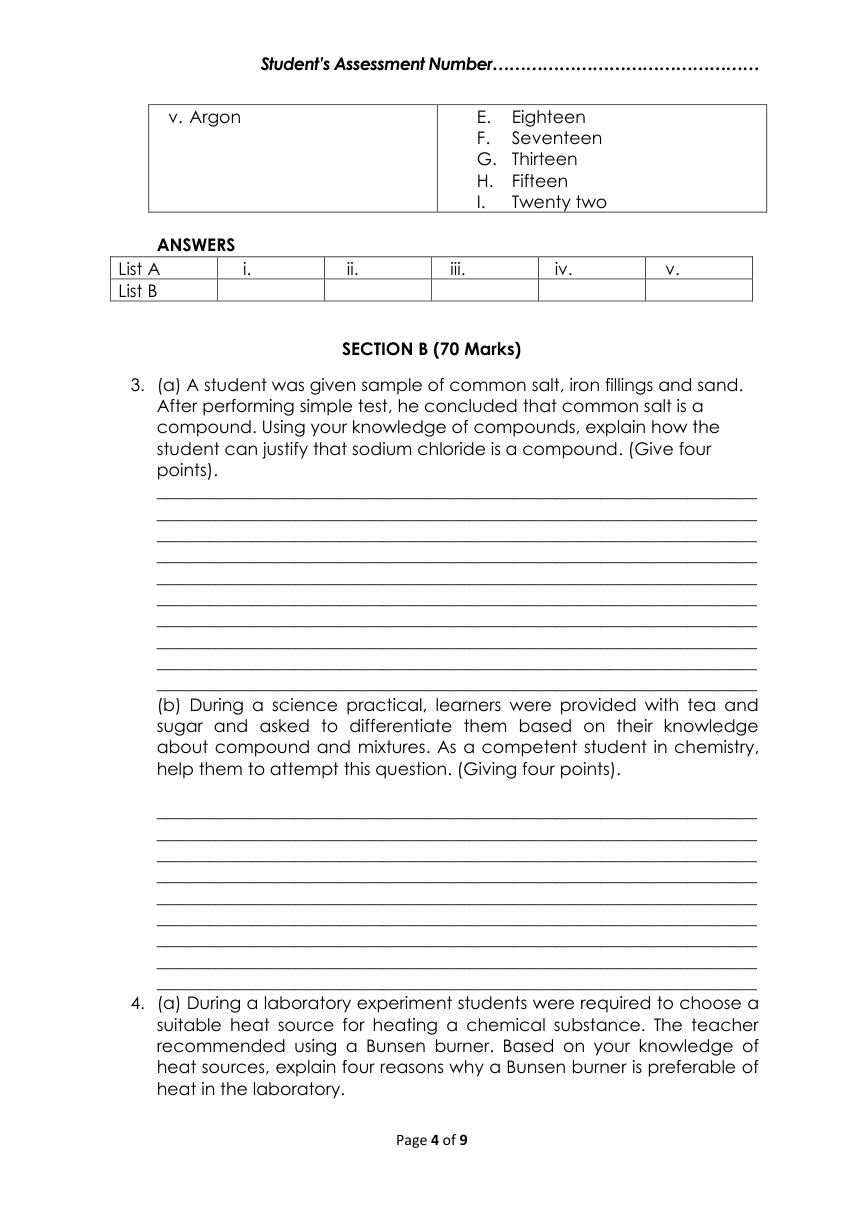 Student's Assessment Number…………………………………………
v. Argon
E. Eighteen
F. Seventeen
G. Thirteen
H. Fifteen
I. Twenty two
ANSWERS
List A i. ii. iii. iv. v.
List B
SECTION B (70 Marks)
3. (a) A student was given sample of common salt, iron fillings and sand.
After performing simple test, he concluded that common salt is a
compound. Using your knowledge of compounds, explain how the
student can justify that sodium chloride is a compound. (Give four
points).
(b) During a science practical, learners were provided with tea and
sugar and asked to differentiate them based on their knowledge
about compound and mixtures. As a competent student in chemistry,
help them to attempt this question. (Giving four points).
4. (a) During a laboratory experiment students were required to choose a
suitable heat source for heating a chemical substance. The teacher
recommended using a Bunsen burner. Based on your knowledge of
heat sources, explain four reasons why a Bunsen burner is preferable of
heat in the laboratory.
Page 4 of 9